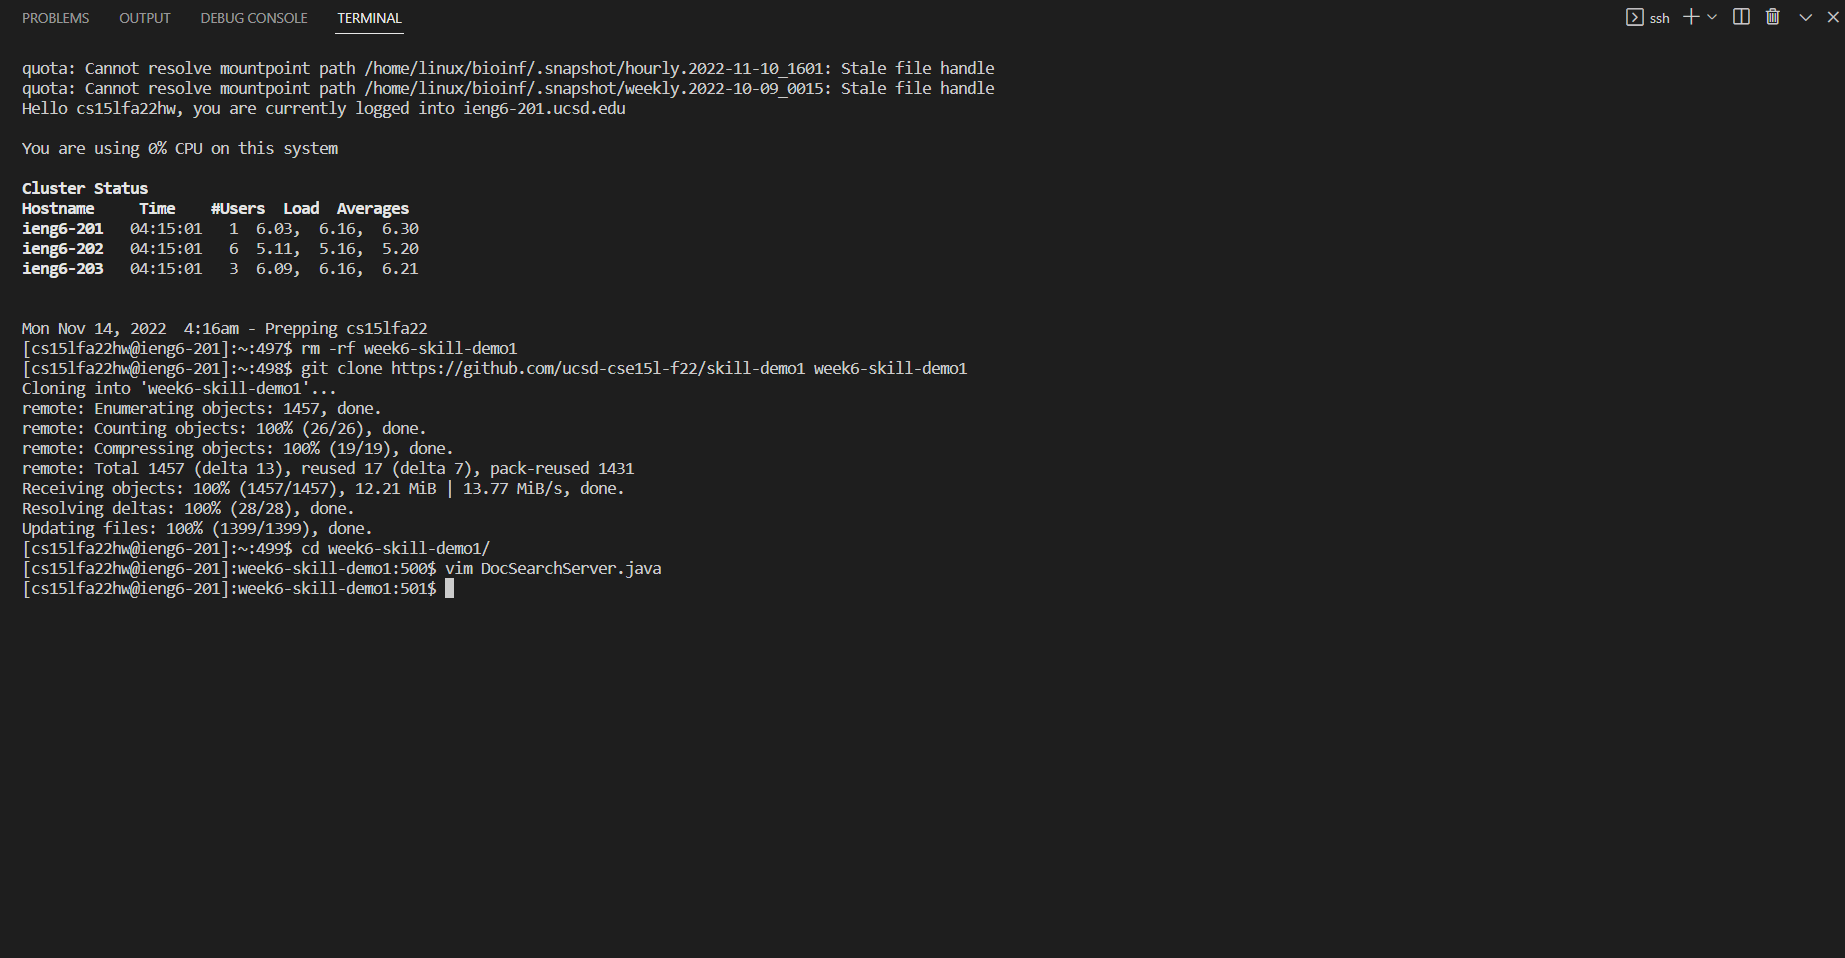 PROBLEMS OUTPUT DEBUG CONSOLE TERMINAL ssh
quota: Cannot resolve mountpoint path /home/linux/bioinf/.snapshot/hourly.2022-11-10_1601: Stale file handle
quota: Cannot resolve mountpoint path /home/linux/bioinf/.snapshot/weekly.2022-10-09_0015: Stale file handle
Hello cs15lfa22hw, you are currently logged into ieng6-201.ucsd.edu
You are using 0% CPU on this system
Cluster Status
Hostname     Time    #Users  Load  Averages
ieng6-201   04:15:01   1  6.03,  6.16,  6.30
ieng6-202   04:15:01   6  5.11,  5.16,  5.20
ieng6-203   04:15:01   3  6.09,  6.16,  6.21
Mon Nov 14, 2022  4:16am - Prepping cs15lfa22
[cs15lfa22hw@ieng6-201]:~:497$ rm -rf week6-skill-demo1
[cs15lfa22hw@ieng6-201]:~:498$ git clone https://github.com/ucsd-cse15l-f22/skill-demo1 week6-skill-demo1
Cloning into 'week6-skill-demo1'...
remote: Enumerating objects: 1457, done.
remote: Counting objects: 100% (26/26), done.
remote: Compressing objects: 100% (19/19), done.
remote: Total 1457 (delta 13), reused 17 (delta 7), pack-reused 1431
Receiving objects: 100% (1457/1457), 12.21 MiB | 13.77 MiB/s, done.
Resolving deltas: 100% (28/28), done.
Updating files: 100% (1399/1399), done.
[cs15lfa22hw@ieng6-201]:~:499$ cd week6-skill-demo1/
[cs15lfa22hw@ieng6-201]:week6-skill-demo1:500$ vim DocSearchServer.java
[cs15lfa22hw@ieng6-201]:week6-skill-demo1:501$